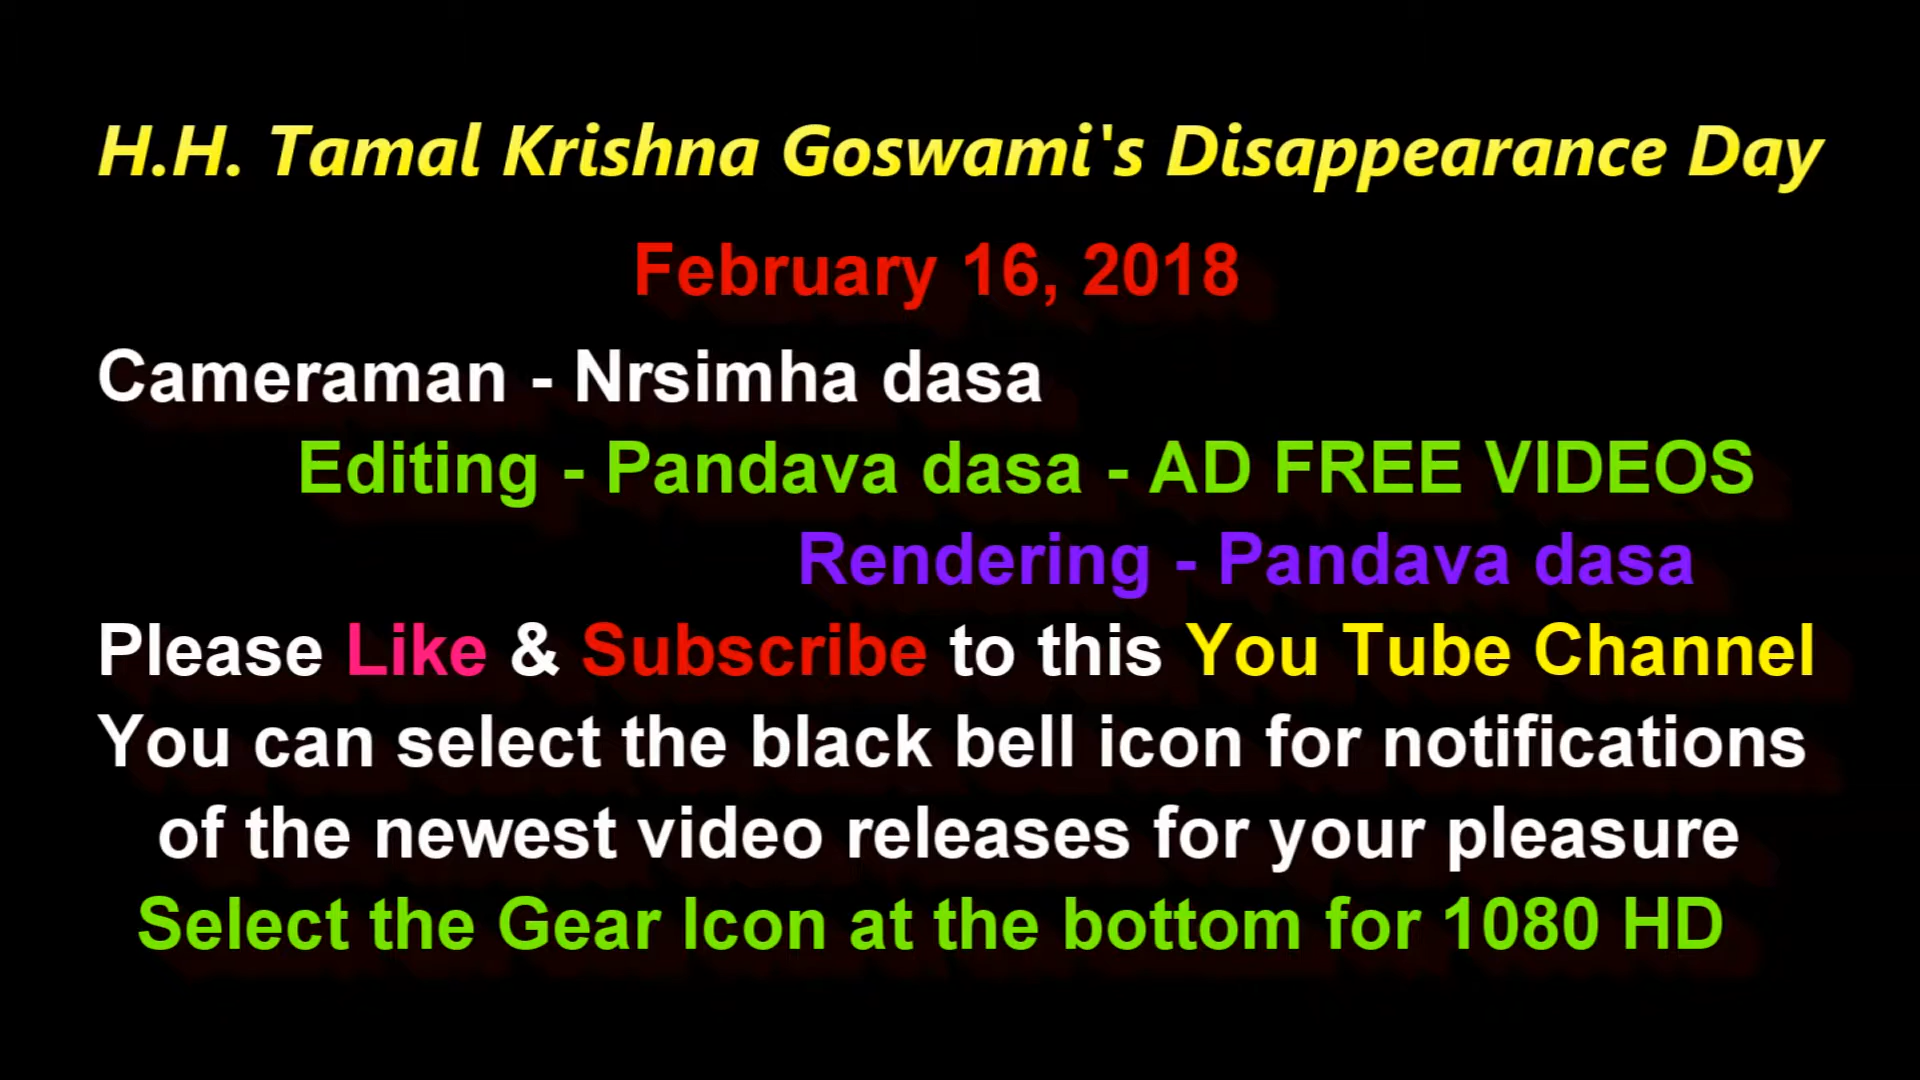 H.H. Tamal Krishna Goswami's Disappearance Day
February 16, 2018
Cameraman - Nrsimha dasa
Editing - Pandava dasa - AD FREE VIDEOS
Rendering - Pandava dasa
Please Like & Subscribe to this You Tube Channel
You can select the black bell icon for notifications
of the newest video releases for your pleasure
Select the Gear Icon at the bottom for 1080 HD